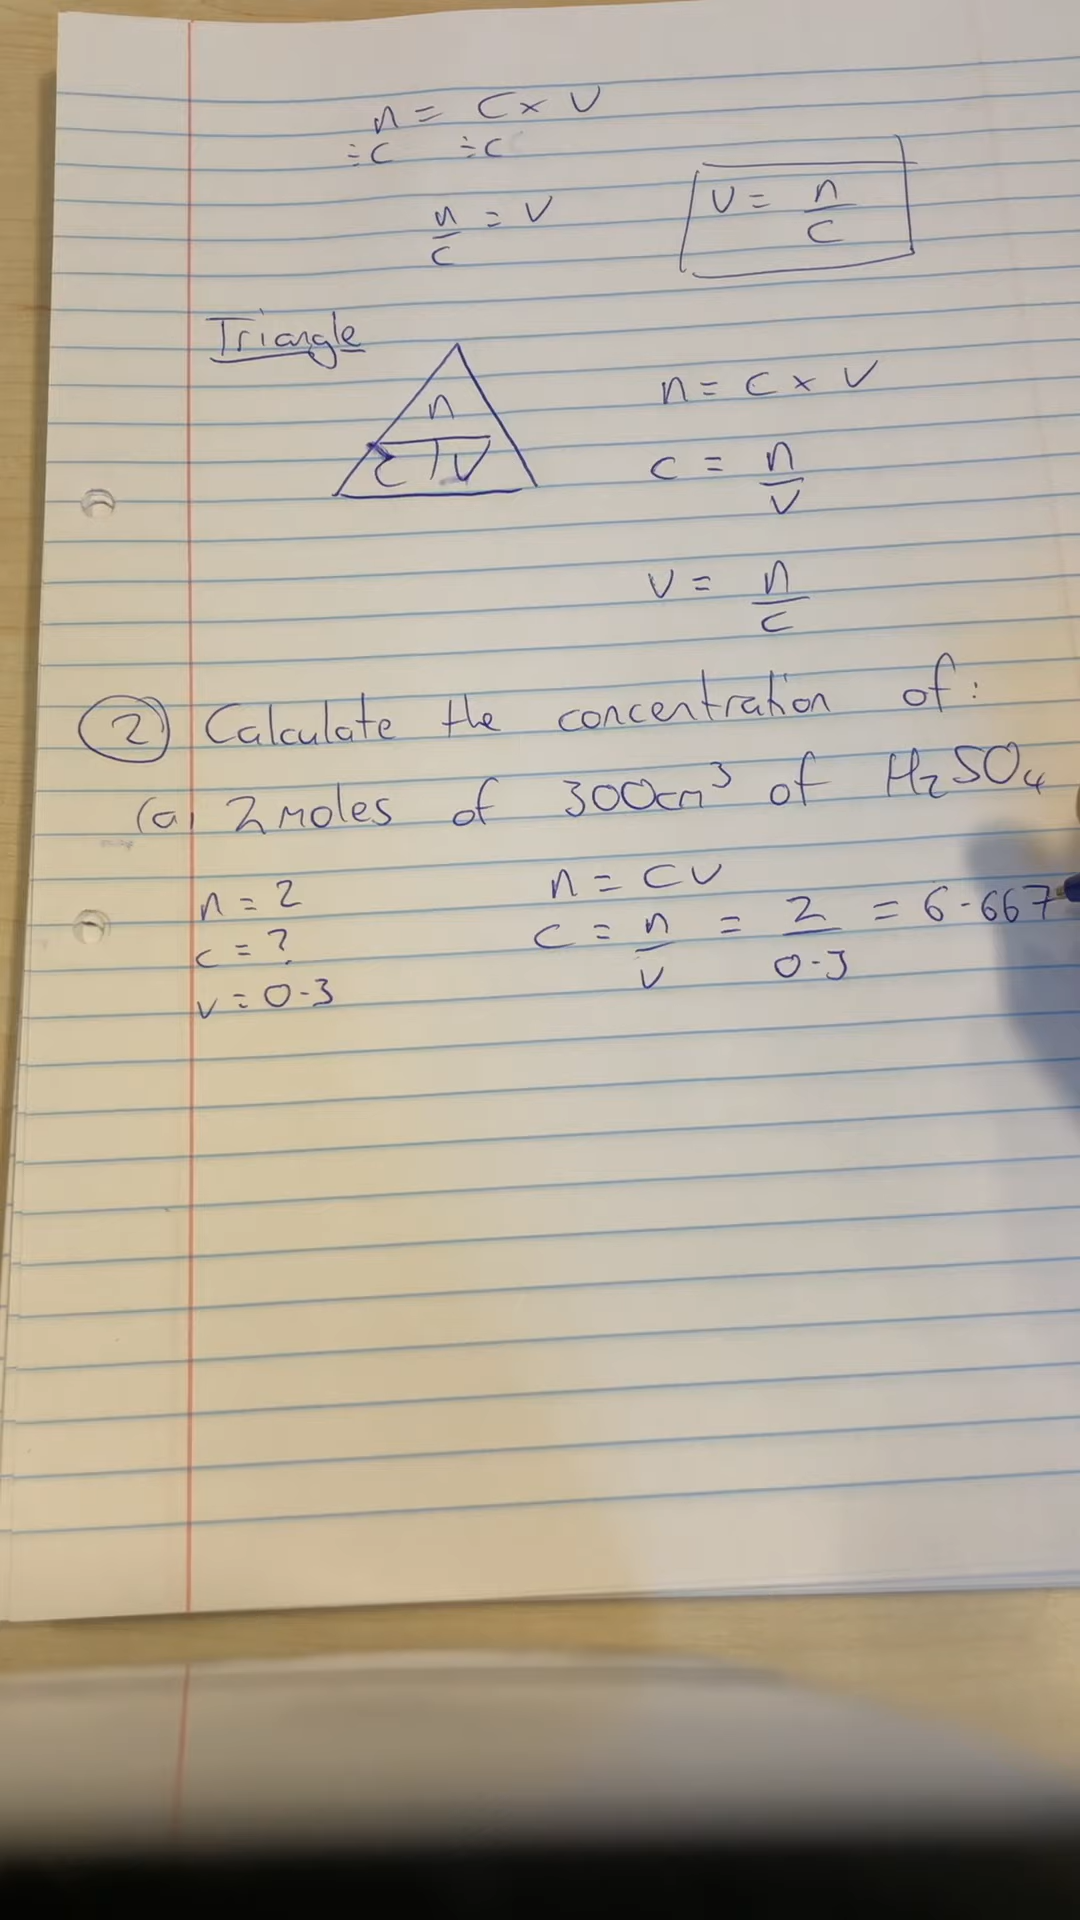 n = C x V
÷C ÷C
n/C = V
V = n/C
Triangle
n
C | V
n = C x V
C = n/V
V = n/C
2 Calculate the concentration of:
(a) 2 moles of 300cm³ of H₂SO₄
n = 2
c = ?
v = 0.3
n = CV
C = n/V = 2/0.3 = 6.667